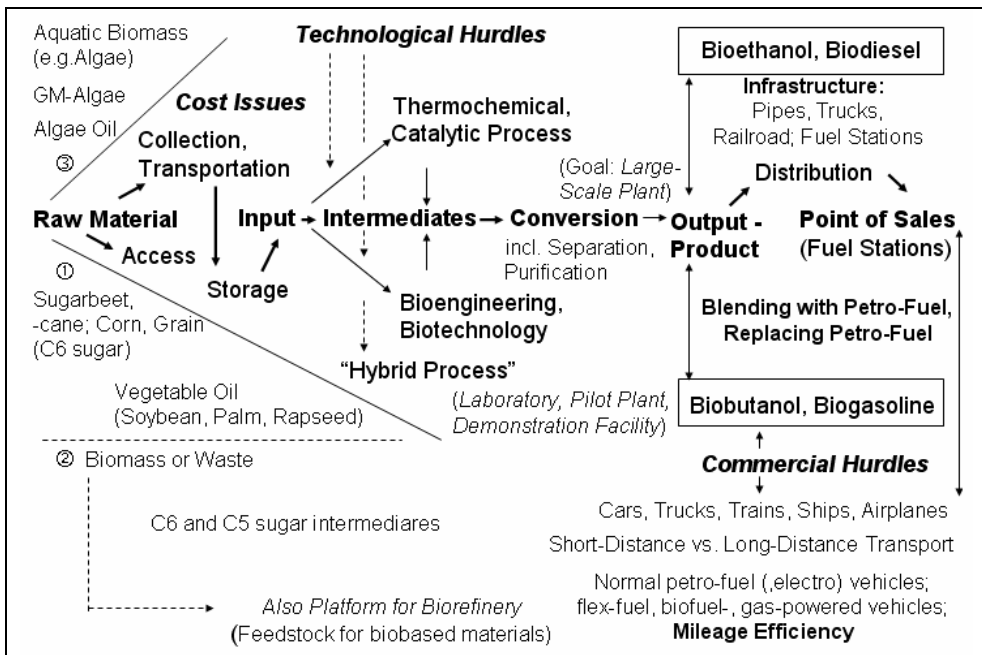 Aquatic Biomass
(e.g.Algae)
GM-Algae
Algae Oil
③
Technological Hurdles
Cost Issues
Collection,
Transportation
Raw Material
Access
Storage
Input
Intermediates
Thermochemical,
Catalytic Process
Bioengineering,
Biotechnology
“Hybrid Process”
(Laboratory, Pilot Plant,
Demonstration Facility)
Conversion
incl. Separation,
Purification
(Goal: Large-
Scale Plant)
Output -
Product
Bioethanol, Biodiesel
Infrastructure:
Pipes, Trucks,
Railroad; Fuel Stations
Distribution
Point of Sales
(Fuel Stations)
Blending with Petro-Fuel,
Replacing Petro-Fuel
Biobutanol, Biogasoline
Commercial Hurdles
Cars, Trucks, Trains, Ships, Airplanes
Short-Distance vs. Long-Distance Transport
Normal petro-fuel (‚electro) vehicles;
flex-fuel, biofuel-, gas-powered vehicles;
Mileage Efficiency
①
Sugarbeet,
-cane; Corn, Grain
(C6 sugar)
Vegetable Oil
(Soybean, Palm, Rapseed)
② Biomass or Waste
C6 and C5 sugar intermediares
Also Platform for Biorefinery
(Feedstock for biobased materials)